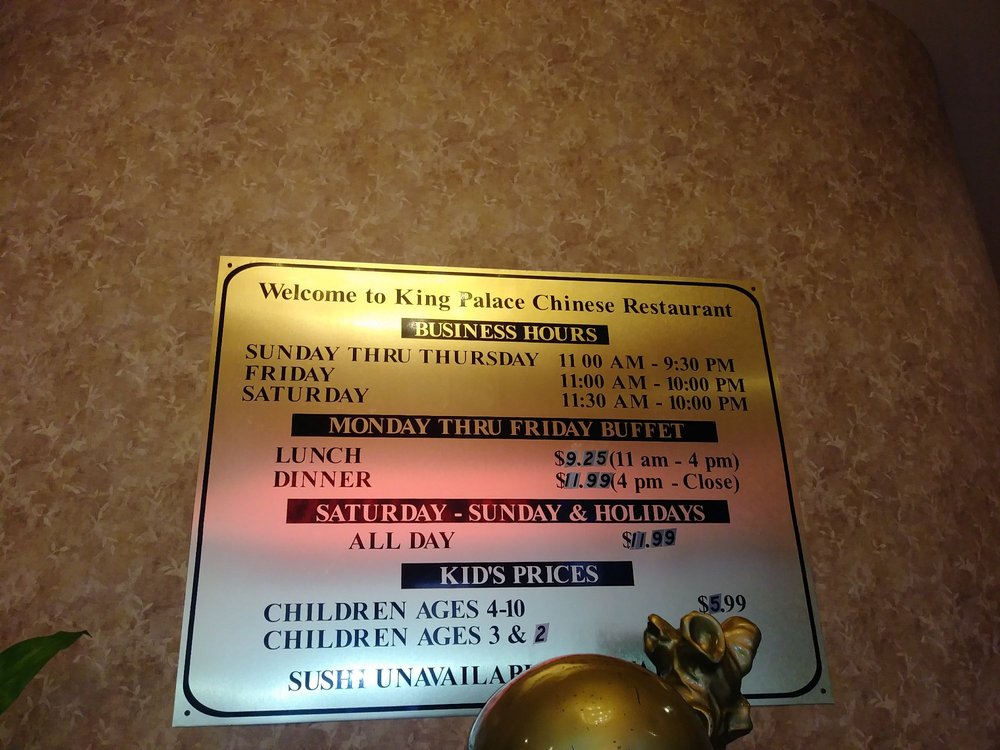 Welcome to King Palace Chinese Restaurant
BUSINESS HOURS
SUNDAY THRU THURSDAY 11 00 AM - 9:30 PM
FRIDAY 11:00 AM - 10:00 PM
SATURDAY 11:30 AM - 10:00 PM
MONDAY THRU FRIDAY BUFFET
LUNCH $9.25 (11 am - 4 pm)
DINNER $11.99 (4 pm - Close)
SATURDAY - SUNDAY & HOLIDAYS
ALL DAY $11.99
KID'S PRICES
CHILDREN AGES 4-10 $5.99
CHILDREN AGES 3 & 2
SUSHI